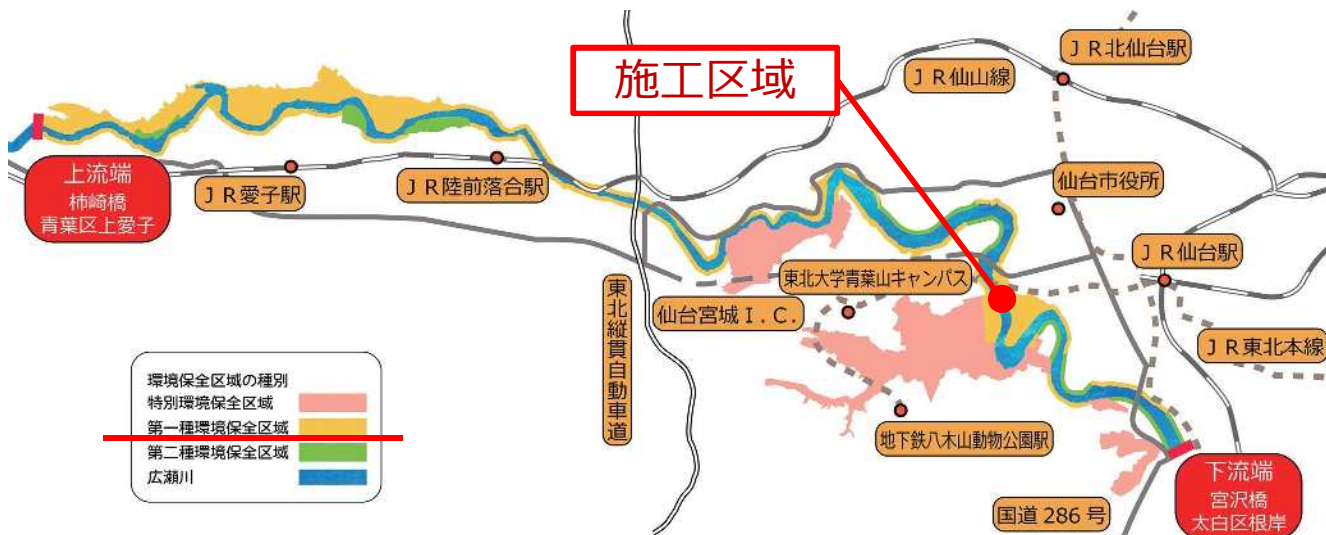 施工区域
JR北仙台駅
JR仙山線
上流端
柿崎橋
青葉区上愛子
JR愛子駅
JR陸前落合駅
仙台市役所
JR仙台駅
東北大学青葉山キャンパス
仙台宮城I.C.
東北縦貫自動車道
JR東北本線
環境保全区域の種別
特別環境保全区域
第一種環境保全区域
第二種環境保全区域
広瀬川
地下鉄八木山動物公園駅
下流端
宮沢橋
太白区根岸
国道286号